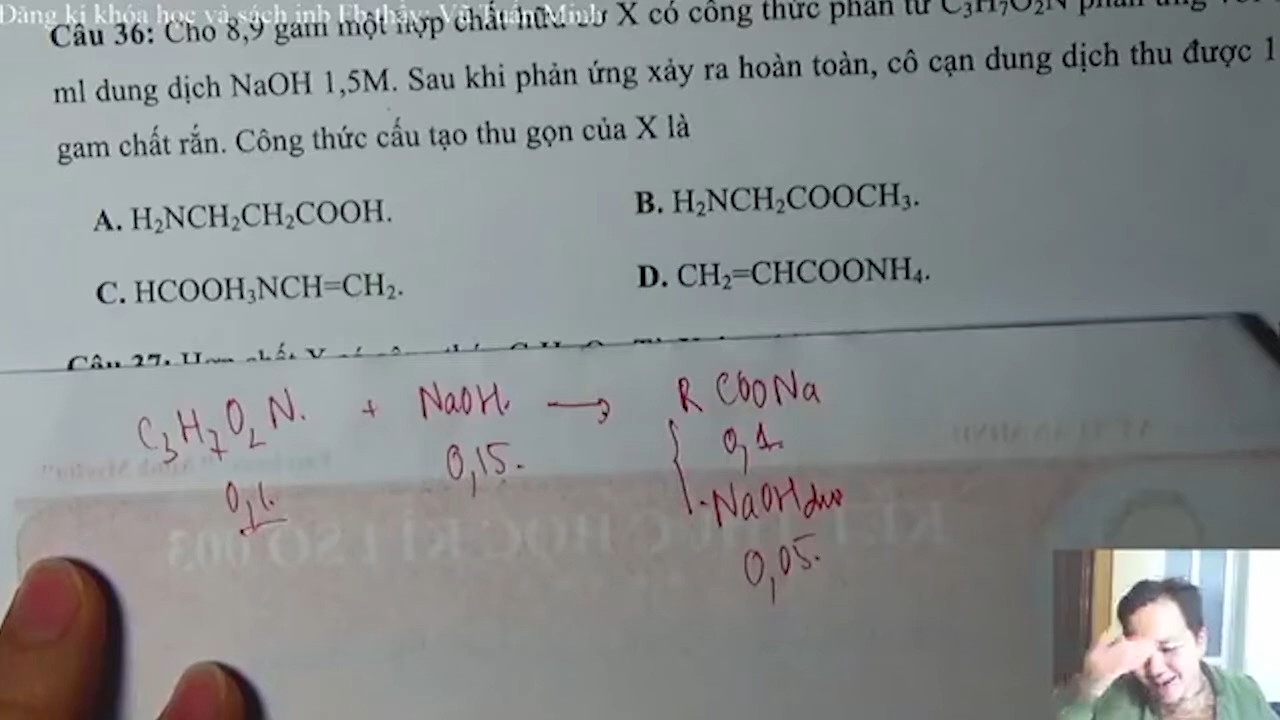 Đăng kí khóa học và sách inb Fb thầy: Vũ Tuấn Minh
Câu 36: Cho 8,9 gam một hợp chất hữu cơ X có công thức phân tử C₃H₇O₂N phản ứng với
ml dung dịch NaOH 1,5M. Sau khi phản ứng xảy ra hoàn toàn, cô cạn dung dịch thu được 1
gam chất rắn. Công thức cấu tạo thu gọn của X là
A. H₂NCH₂CH₂COOH. B. H₂NCH₂COOCH₃.
C. HCOOH₃NCH=CH₂. D. CH₂=CHCOONH₄.
C₃H₇O₂N. + NaOH. → RCOONa
0,1. 0,15. 0,1.
NaOH dư
0,05.